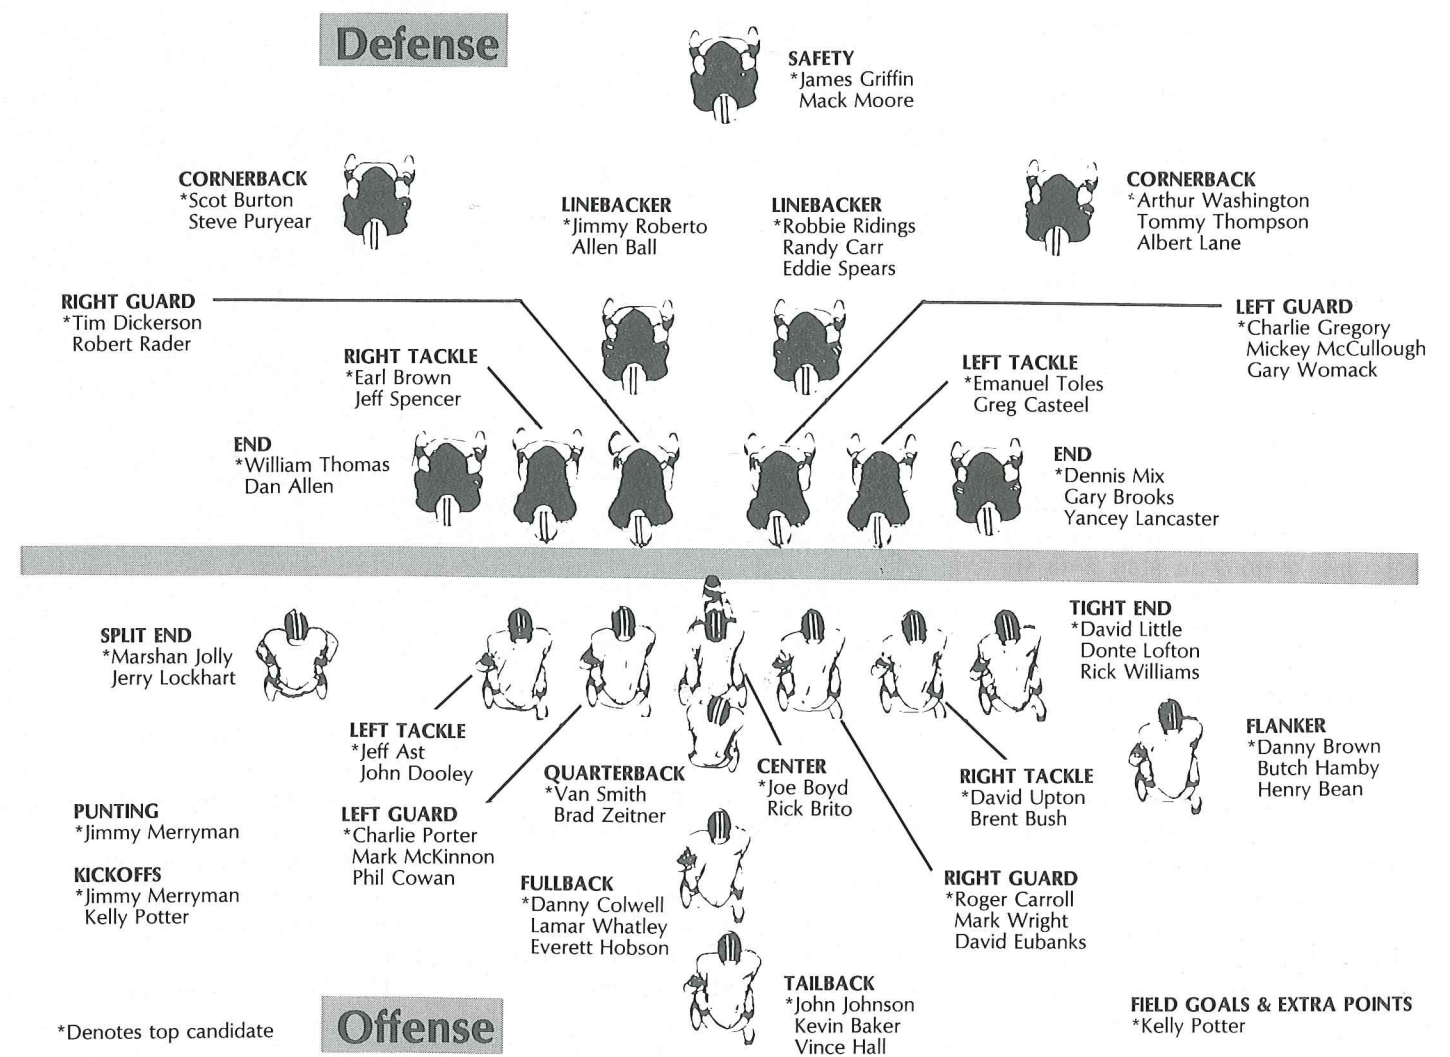 Defense
SAFETY
*James Griffin
Mack Moore
CORNERBACK
*Scot Burton
Steve Puryear
LINEBACKER
*Jimmy Roberto
Allen Ball
LINEBACKER
*Robbie Ridings
Randy Carr
Eddie Spears
CORNERBACK
*Arthur Washington
Tommy Thompson
Albert Lane
RIGHT GUARD
*Tim Dickerson
Robert Rader
RIGHT TACKLE
*Earl Brown
Jeff Spencer
LEFT TACKLE
*Emanuel Toles
Greg Casteel
LEFT GUARD
*Charlie Gregory
Mickey McCullough
Gary Womack
END
*William Thomas
Dan Allen
END
*Dennis Mix
Gary Brooks
Yancey Lancaster
SPLIT END
*Marshan Jolly
Jerry Lockhart
TIGHT END
*David Little
Donte Lofton
Rick Williams
LEFT TACKLE
*Jeff Ast
John Dooley
QUARTERBACK
*Van Smith
Brad Zeitner
CENTER
*Joe Boyd
Rick Brito
RIGHT TACKLE
*David Upton
Brent Bush
FLANKER
*Danny Brown
Butch Hamby
Henry Bean
PUNTING
*Jimmy Merryman
LEFT GUARD
*Charlie Porter
Mark McKinnon
Phil Cowan
KICKOFFS
*Jimmy Merryman
Kelly Potter
FULLBACK
*Danny Colwell
Lamar Whatley
Everett Hobson
RIGHT GUARD
*Roger Carroll
Mark Wright
David Eubanks
TAILBACK
*John Johnson
Kevin Baker
Vince Hall
FIELD GOALS & EXTRA POINTS
*Kelly Potter
*Denotes top candidate
Offense